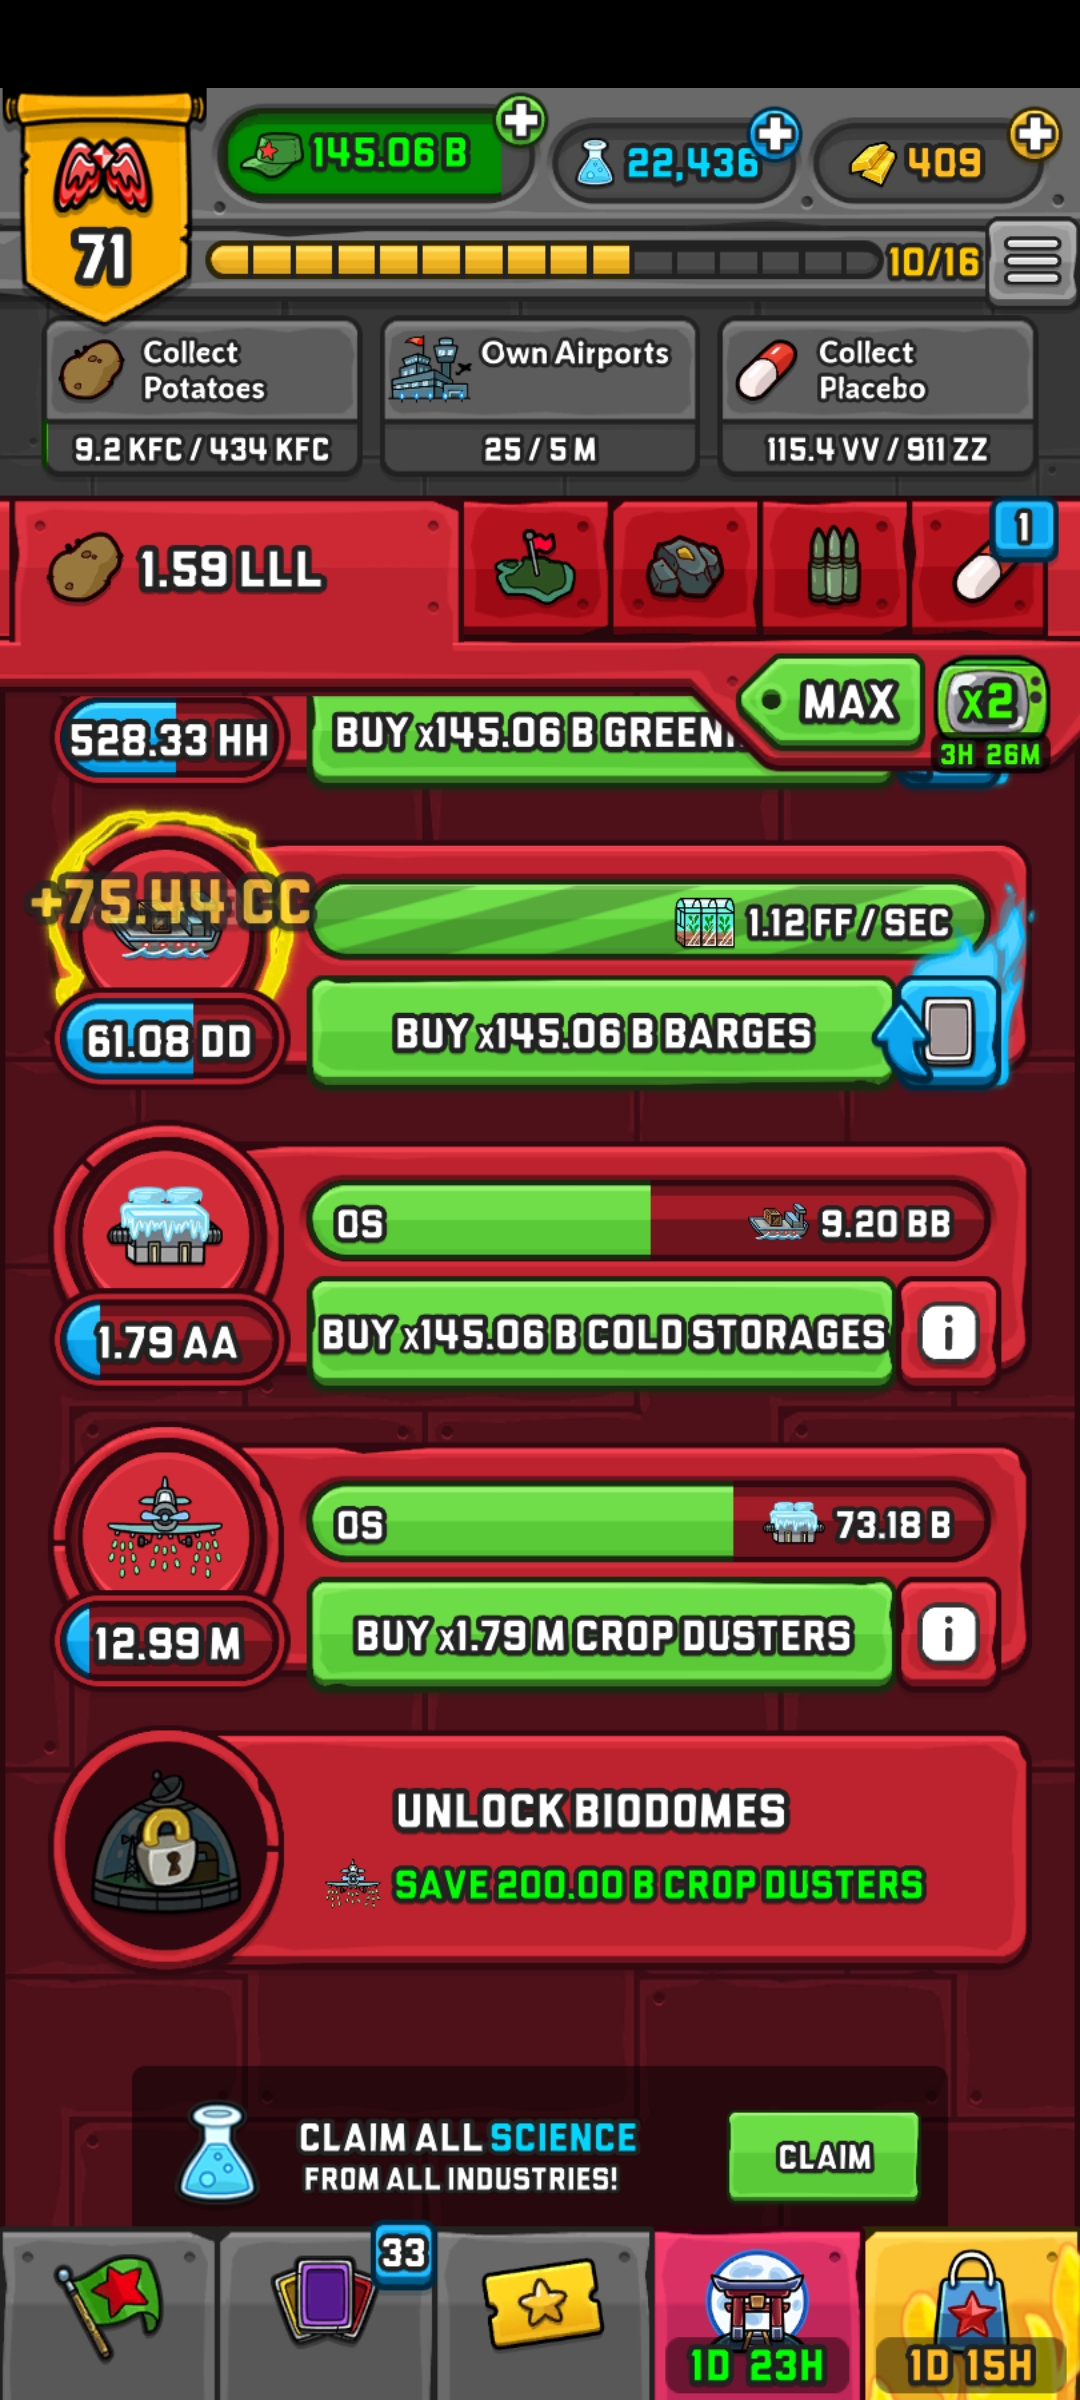 145.06 B
22,436
409
71
10/16
Collect
Potatoes
9.2 KFC / 434 KFC
Own Airports
25 / 5 M
Collect
Placebo
115.4 VV / 911 ZZ
1.59 LLL
1
MAX
x2
3H 26M
528.33 HH
BUY x145.06 B
+75.44 CC
1.12 FF / SEC
61.08 DD
BUY x145.06 B BARGES
0S
9.20 BB
1.79 AA
BUY x145.06 B COLD STORAGES
i
0S
73.18 B
12.99 M
BUY x1.79 M CROP DUSTERS
i
UNLOCK BIODOMES
SAVE 200.00 B CROP DUSTERS
CLAIM ALL SCIENCE
FROM ALL INDUSTRIES!
CLAIM
33
1D 23H
1D 15H